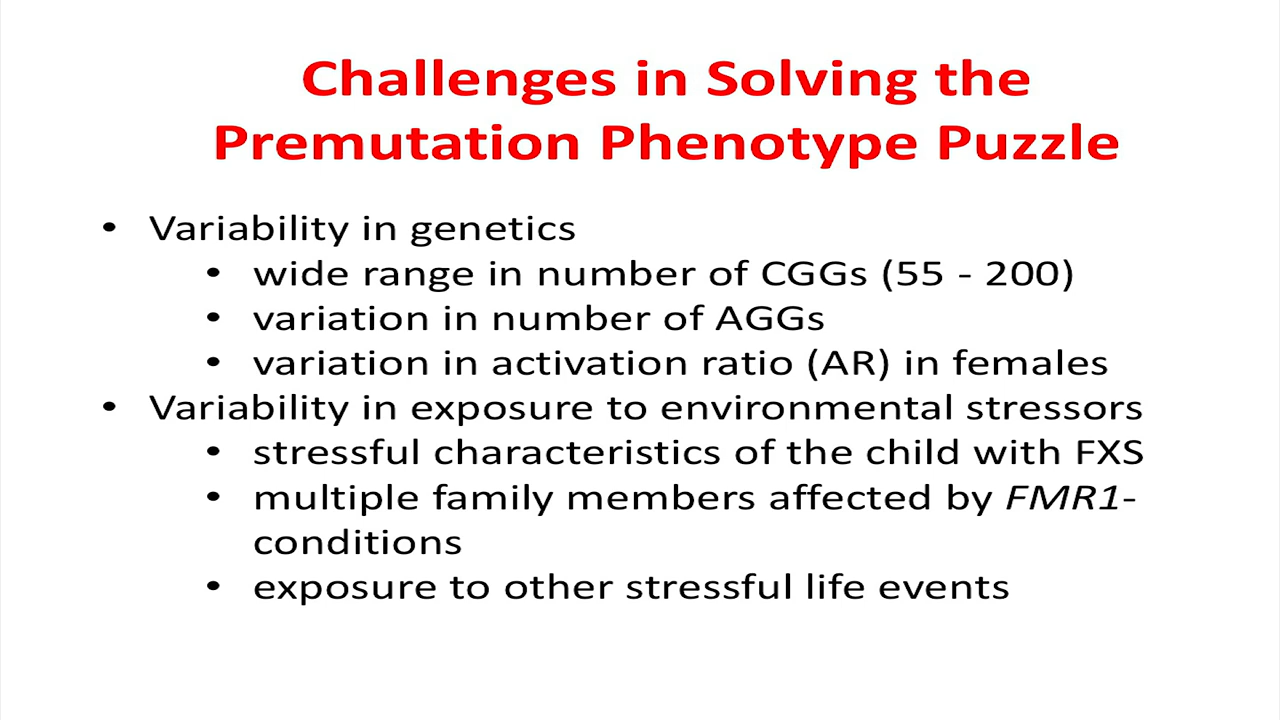 Challenges in Solving the
Premutation Phenotype Puzzle
• Variability in genetics
• wide range in number of CGGs (55 - 200)
• variation in number of AGGs
• variation in activation ratio (AR) in females
• Variability in exposure to environmental stressors
• stressful characteristics of the child with FXS
• multiple family members affected by FMR1-
conditions
• exposure to other stressful life events